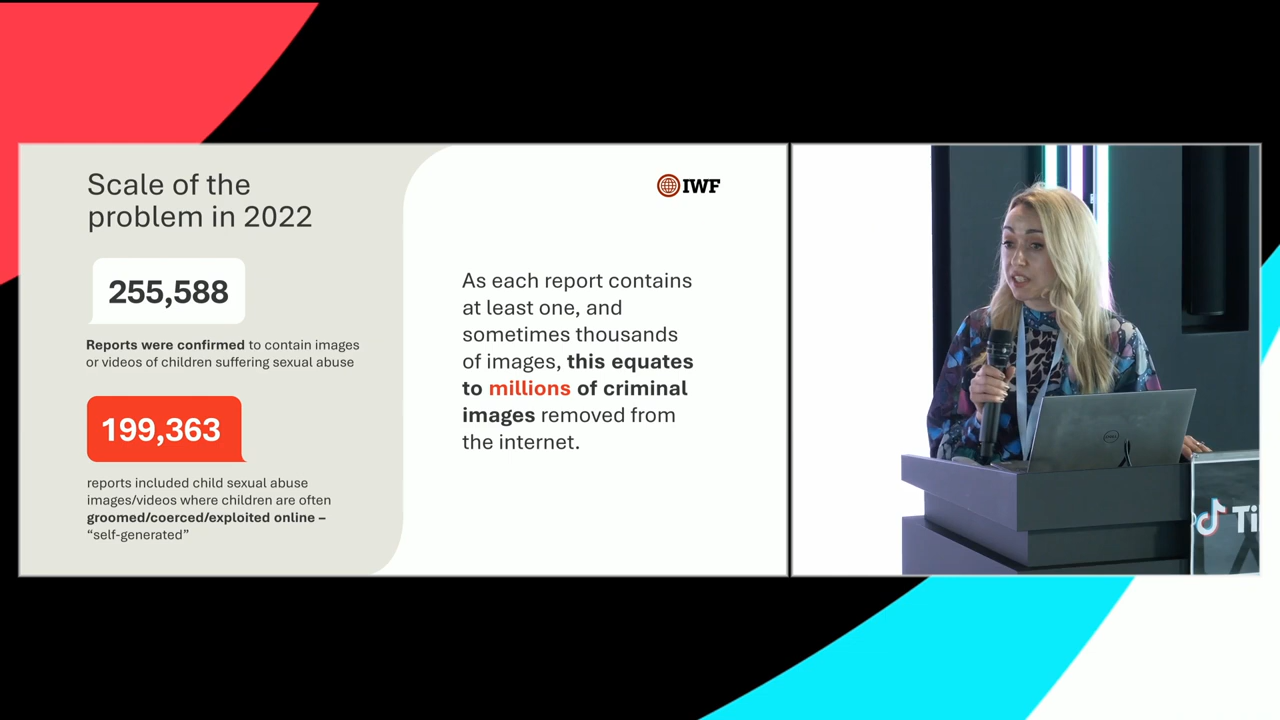 Scale of the
problem in 2022
255,588
Reports were confirmed to contain images
or videos of children suffering sexual abuse
199,363
reports included child sexual abuse
images/videos where children are often
groomed/coerced/exploited online –
“self-generated”
IWF
As each report contains
at least one, and
sometimes thousands
of images, this equates
to millions of criminal
images removed from
the internet.
DELL
Ti